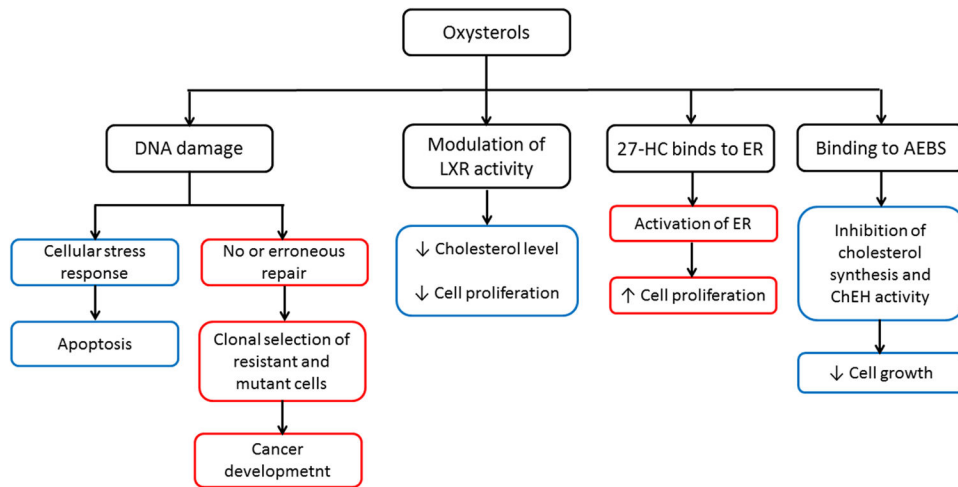 Oxysterols
DNA damage
Modulation of
LXR activity
27-HC binds to ER
Binding to AEBS
Cellular stress
response
No or erroneous
repair
↓ Cholesterol level
↓ Cell proliferation
Activation of ER
Inhibition of
cholesterol
synthesis and
ChEH activity
Apoptosis
Clonal selection of
resistant and
mutant cells
↑ Cell proliferation
↓ Cell growth
Cancer
developmetnt